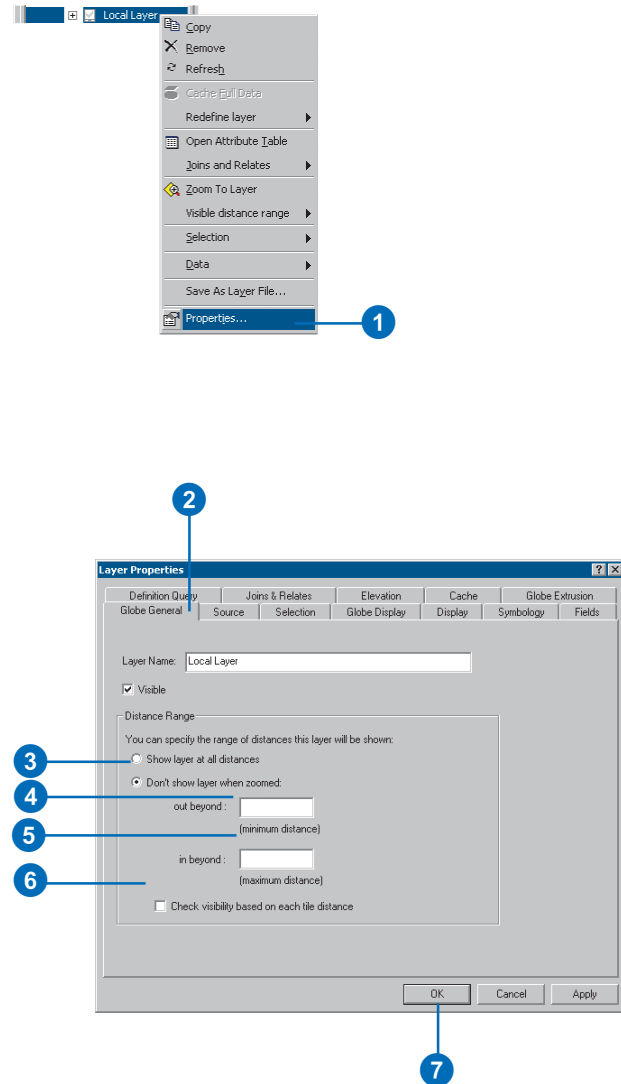 Local Layer
Copy
Remove
Refresh
Cache Full Data
Redefine layer
Open Attribute Table
Joins and Relates
Zoom To Layer
Visible distance range
Selection
Data
Save As Layer File...
Properties...
1
2
Layer Properties
Definition Query Joins & Relates Elevation Cache Globe Extrusion
Globe General Source Selection Globe Display Display Symbology Fields
Layer Name: Local Layer
Visible
Distance Range
You can specify the range of distances this layer will be shown:
3 Show layer at all distances
Don't show layer when zoomed:
4
out beyond :
5 (minimum distance)
in beyond :
6 (maximum distance)
Check visibility based on each tile distance
OK Cancel Apply
7